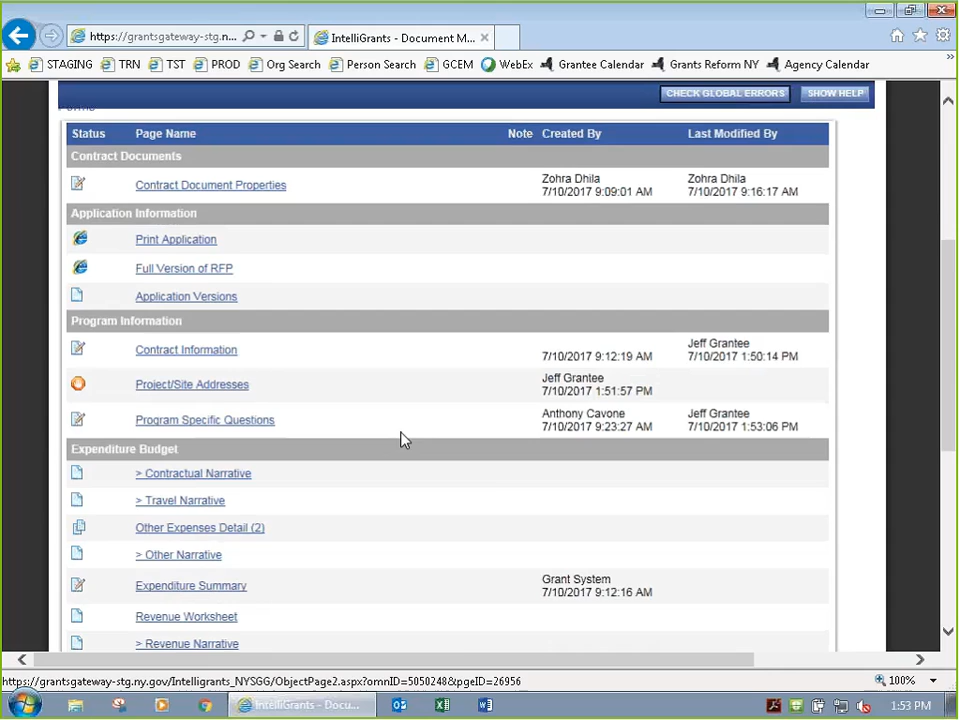 https://grantsgateway-stg.n...
IntelliGrants - Document M...
STAGING
TRN
TST
PROD
Org Search
Person Search
GCEM
WebEx
Grantee Calendar
Grants Reform NY
Agency Calendar
»
CHECK GLOBAL ERRORS
SHOW HELP
Status Page Name Note Created By Last Modified By
Contract Documents
Contract Document Properties
Zohra Dhila
7/10/2017 9:09:01 AM
Zohra Dhila
7/10/2017 9:16:17 AM
Application Information
Print Application
Full Version of RFP
Application Versions
Program Information
Contract Information
7/10/2017 9:12:19 AM
Jeff Grantee
7/10/2017 1:50:14 PM
Project/Site Addresses
Jeff Grantee
7/10/2017 1:51:57 PM
Program Specific Questions
Anthony Cavone
7/10/2017 9:23:27 AM
Jeff Grantee
7/10/2017 1:53:06 PM
Expenditure Budget
> Contractual Narrative
> Travel Narrative
Other Expenses Detail (2)
> Other Narrative
Expenditure Summary
Grant System
7/10/2017 9:12:16 AM
Revenue Worksheet
> Revenue Narrative
https://grantsgateway-stg.ny.gov/Intelligrants_NYSGG/ObjectPage2.aspx?omnID=5050248&pgeID=26956
100%
IntelliGrants - Docu...
1:53 PM